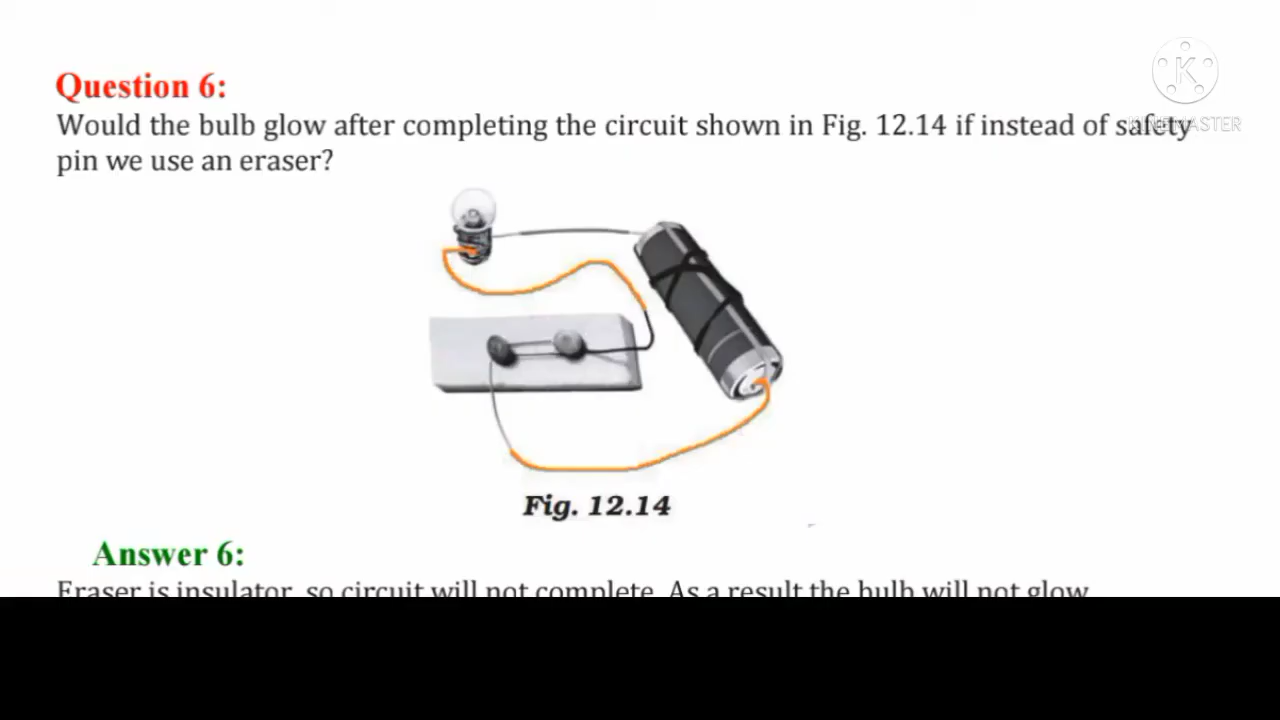 Question 6:
Would the bulb glow after completing the circuit shown in Fig. 12.14 if instead of safety
pin we use an eraser?
K
KINEMASTER
Fig. 12.14
Answer 6:
Eraser is insulator, so circuit will not complete. As a result the bulb will not glow.